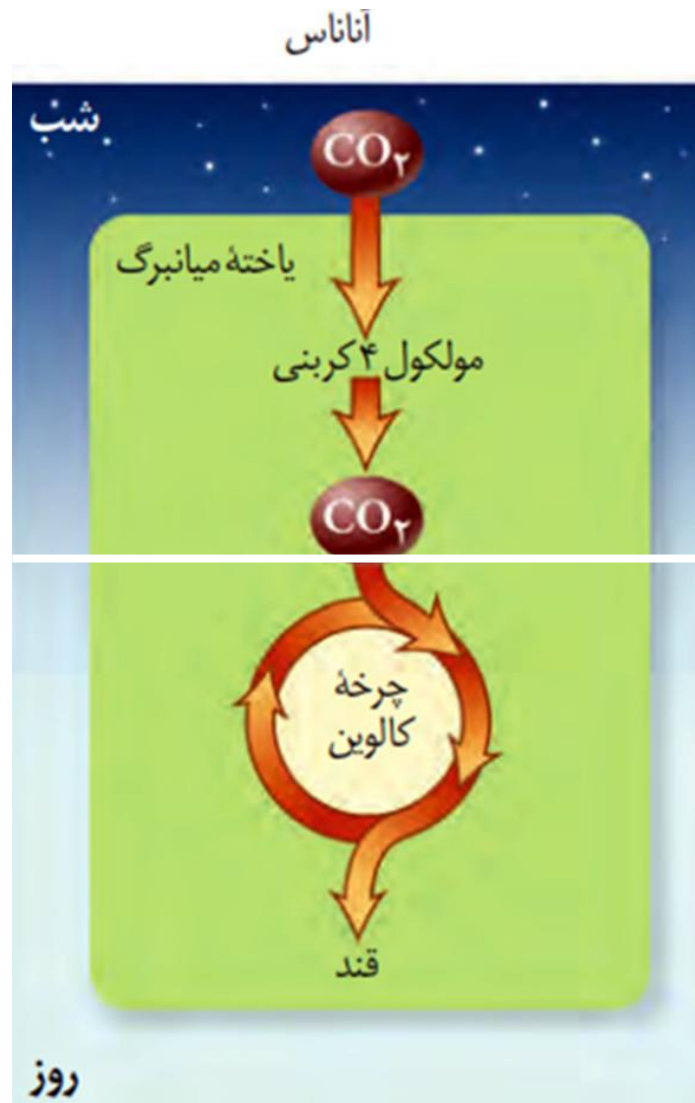 آناناس
شب
CO۲
یاختهٔ میانبرگ
مولکول ۴ کربنی
CO۲
چرخهٔ
کالوین
قند
روز